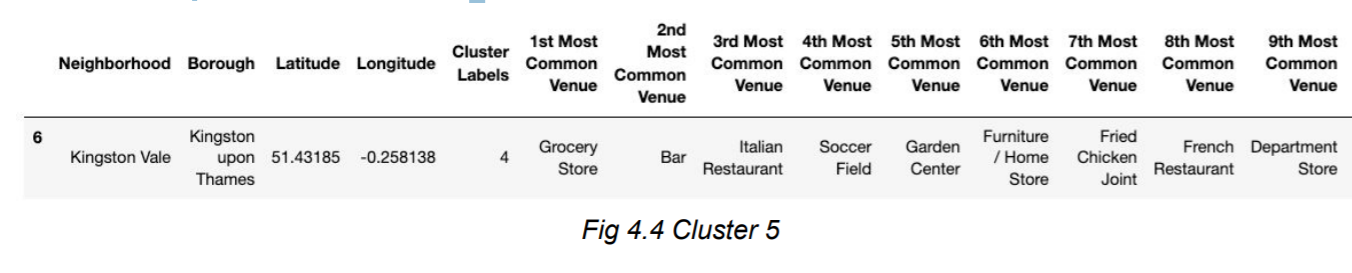 Neighborhood Borough Latitude Longitude Cluster Labels 1st Most Common Venue 2nd Most Common Venue 3rd Most Common Venue 4th Most Common Venue 5th Most Common Venue 6th Most Common Venue 7th Most Common Venue 8th Most Common Venue 9th Most Common Venue
6 Kingston Vale Kingston upon Thames 51.43185 -0.258138 4 Grocery Store Bar Italian Restaurant Soccer Field Garden Center Furniture / Home Store Fried Chicken Joint French Restaurant Department Store
Fig 4.4 Cluster 5